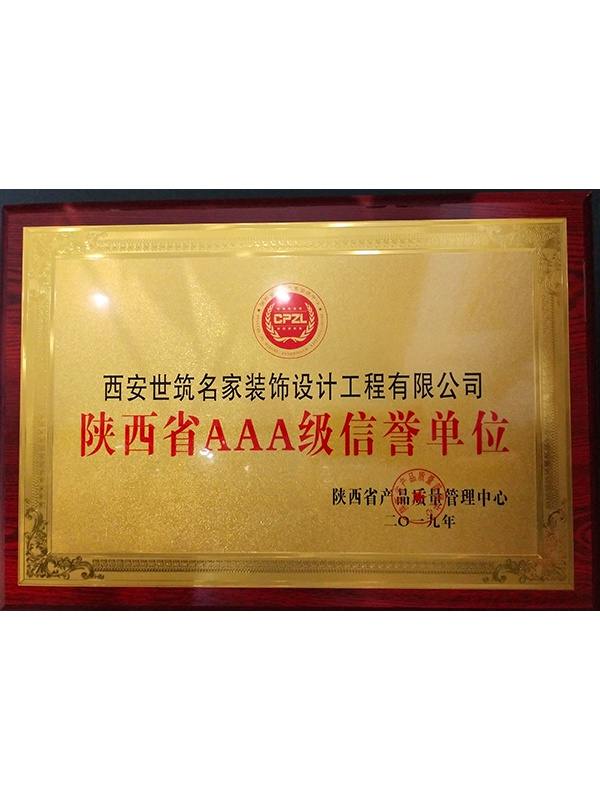 CPZL
西安世筑名家装饰设计工程有限公司
陕西省AAA级信誉单位
陕西省产品质量管理中心
二〇一九年